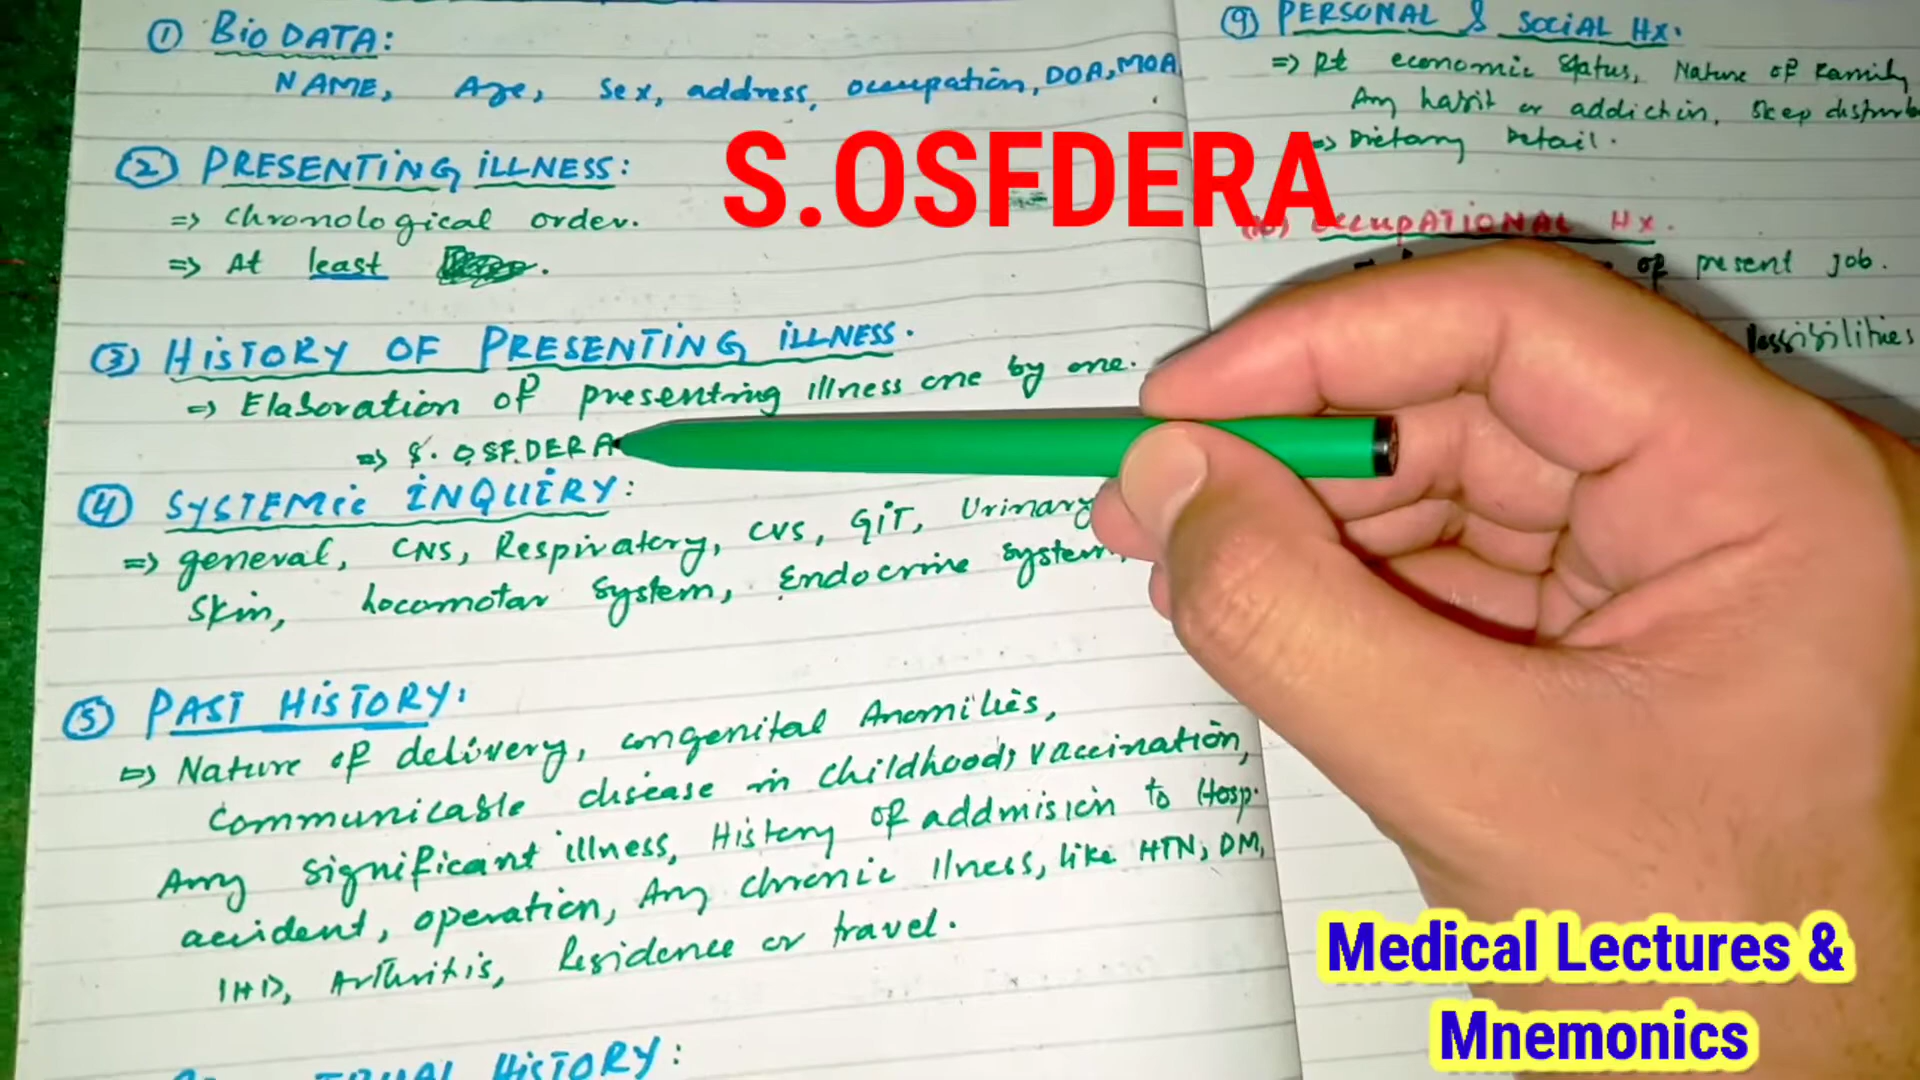 ① BioDATA:
NAME, Age, Sex, address, occupation, DOA, MOA
② PRESENTING iLLNESS:
=> Chronological order.
=> At least
③ HiSTORY OF PRESENTiNG iLLNESS.
=> Elaboration of presenting illness one by one.
=> S. OSFDERA
④ SYSTEMic iNQUIRY:
=> general, CNS, Respiratory, CVS, GiT, Urinary
Skin, Locomotor System, Endocrine system,
⑤ PAST HiSTORY:
=> Nature of delivery, congenital Anomilies,
Communicable disease in childhood, vaccination,
Any significant illness, History of addmision to Hosp.
accident, operation, Any chronic illness, like HTN, DM,
IHD, Arthritis, Residence or travel.
HiSTORY:
⑨ PERSONAL & SOCiAL Hx.
=> Pt economic status, Nature of Family
Any habit or addiction, Sleep disturb
=> Dietary Detail.
OccupATiONAL Hx.
of present job.
Possibilities
S.OSFDERA
Medical Lectures &
Mnemonics